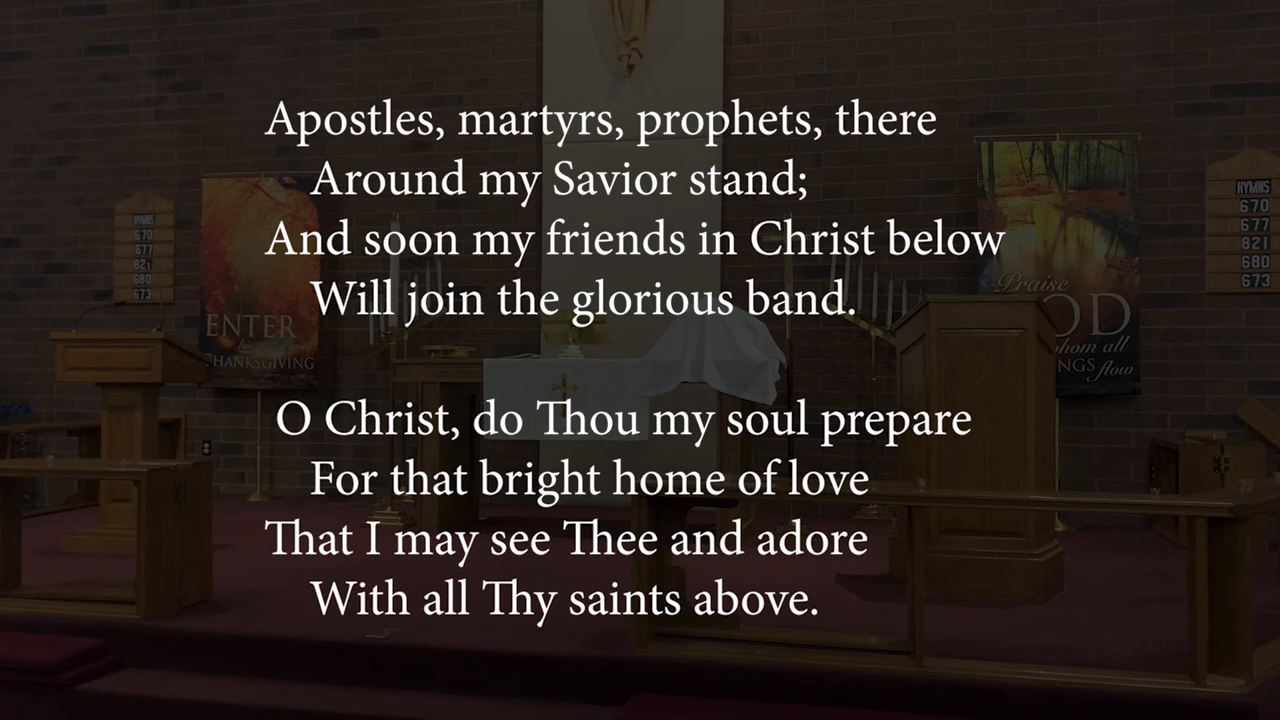 Apostles, martyrs, prophets, there
Around my Savior stand;
And soon my friends in Christ below
Will join the glorious band.
O Christ, do Thou my soul prepare
For that bright home of love
That I may see Thee and adore
With all Thy saints above.
HYMNS
670
677
821
680
673
ENTER
THANKSGIVING
Praise
OD
whom all
NGS flow
HYMNS
670
677
821
680
673